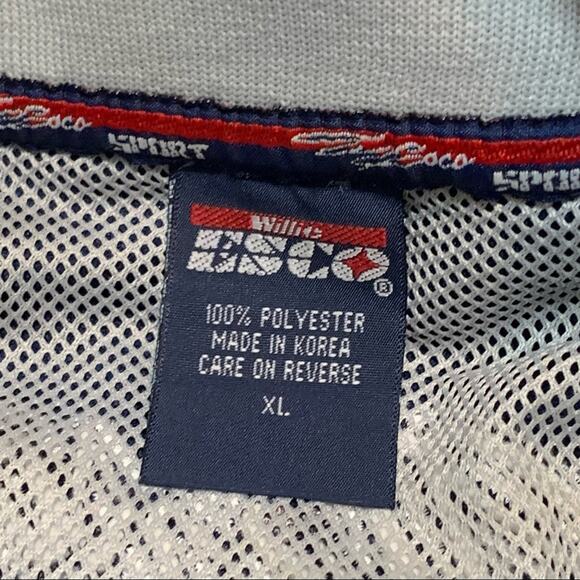 SPORT
SPORT
Willie
ESCO®
100% POLYESTER
MADE IN KOREA
CARE ON REVERSE
XL